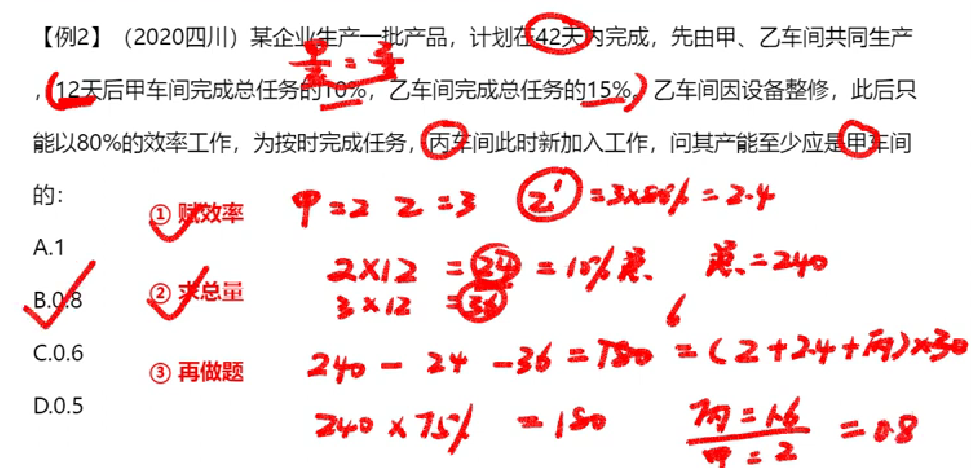 【例2】（2020四川）某企业生产一批产品，计划在42天内完成，先由甲、乙车间共同生产
，12天后甲车间完成总任务的10%，乙车间完成总任务的15%。乙车间因设备整修，此后只
能以80%的效率工作，为按时完成任务，丙车间此时新加入工作，问其产能至少应是甲车间
的：
① 赋效率 甲=2 乙=3 乙'=3×80%=2.4
A.1
2×12 =24 =10%总. 总.=240
B.0.8 ② 求总量
3×12 =36
6
C.0.6
③ 再做题 240-24-36=180 =(2+2.4+丙)×30
D.0.5
240×75% =180 丙=1.6
甲=2 =0.8